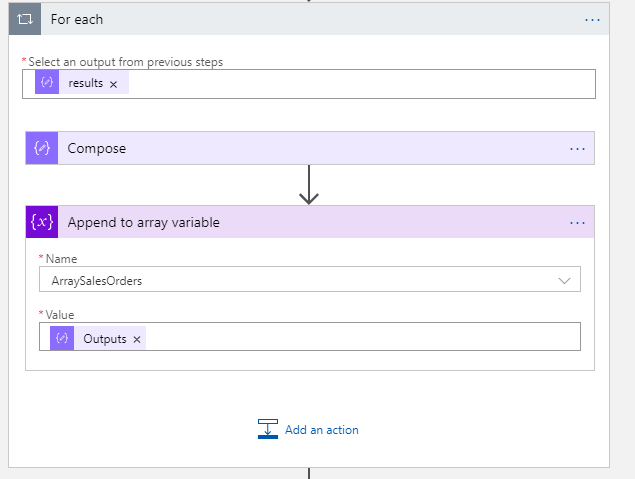 For each
* Select an output from previous steps
results ×
Compose
{x} Append to array variable
* Name
ArraySalesOrders
* Value
Outputs ×
Add an action